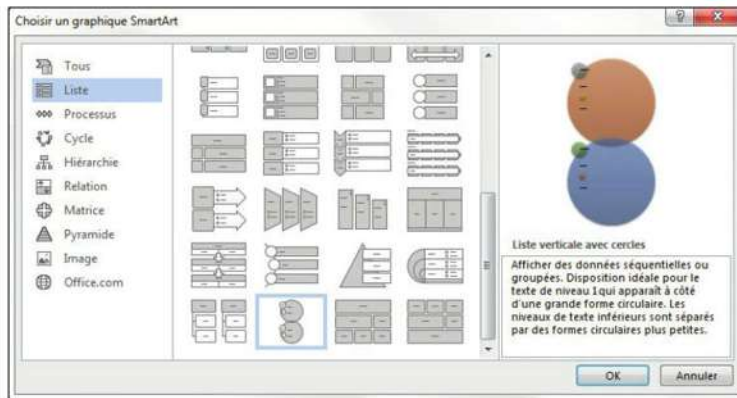 Choisir un graphique SmartArt
Tous
Liste
Processus
Cycle
Hiérarchie
Relation
Matrice
Pyramide
Image
Office.com
Liste verticale avec cercles
Afficher des données séquentielles ou
groupées. Disposition idéale pour le
texte de niveau 1 qui apparaît à côté
d'une grande forme circulaire. Les
niveaux de texte inférieurs sont séparés
par des formes circulaires plus petites.
OK
Annuler